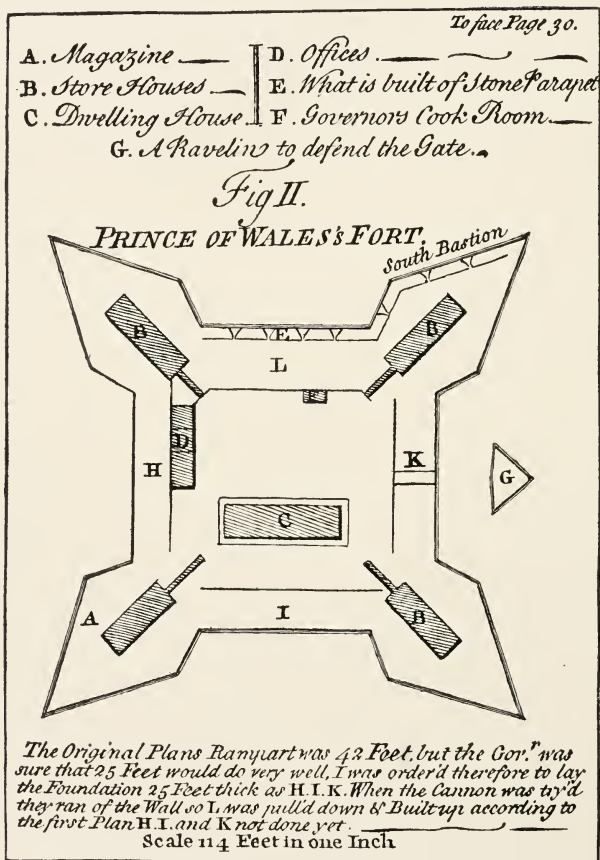 To face Page 30.
A. Magazine
B. Store Houses
C. Dwelling House
D. Offices
E. What is built of Stone Parapet
F. Governors Cook Room
G. A Ravelin to defend the Gate.
Fig II.
PRINCE OF WALES's FORT.
South Bastion
B
E
B
L
F
D
H
K
G
C
A
I
B
The Original Plans Rampart was 42 Feet, but the Gov.r was
sure that 25 Feet would do very well, I was order'd therefore to lay
the Foundation 25 Feet thick as H.I.K. When the Cannon was try'd
they ran of the Wall so L was pull'd down & Built up according to
the first Plan H.I. and K not done yet.
Scale 114 Feet in one Inch